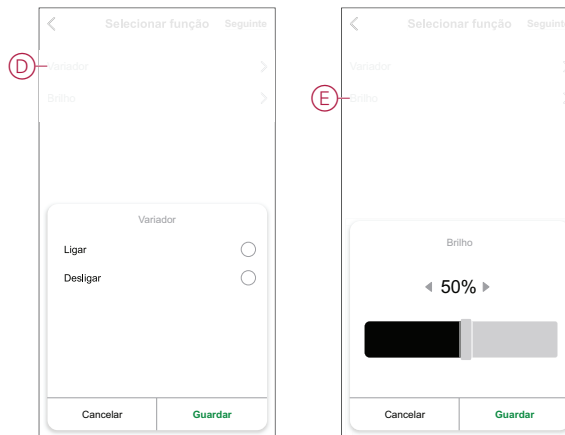 Selecionar função Seguinte
D
Variador
Brilho
Variador
Ligar
Desligar
Cancelar Guardar
Selecionar função Seguinte
Variador
E
Brilho
Brilho
50%
Cancelar Guardar